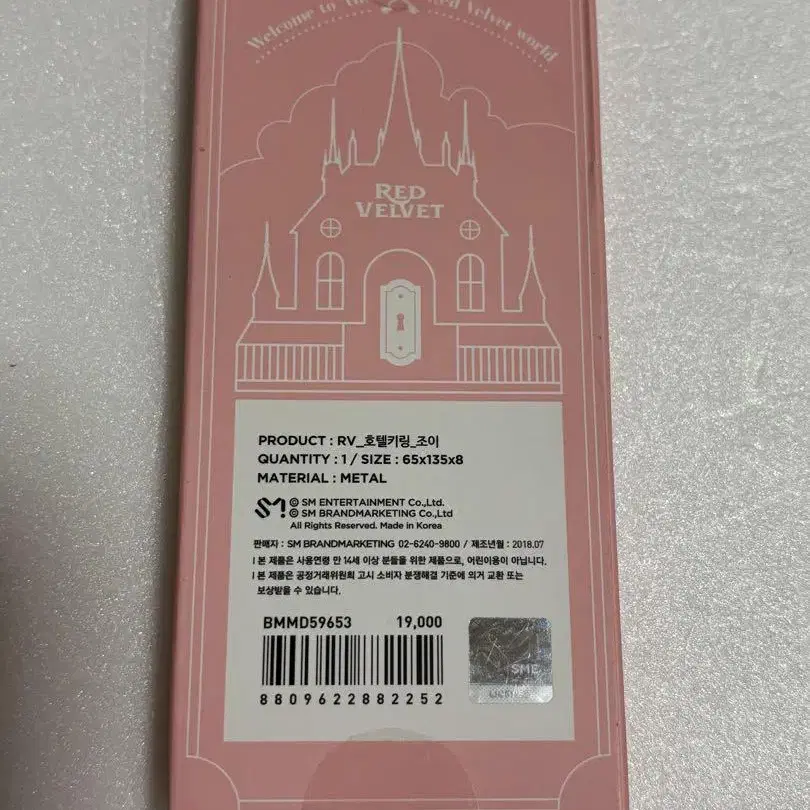 Welcome to Red Velvet world
RED
VELVET
PRODUCT : RV_호텔키링_조이
QUANTITY : 1 / SIZE : 65x135x8
MATERIAL : METAL
SM © SM ENTERTAINMENT Co.,Ltd.
© SM BRANDMARKETING Co.,Ltd
All Rights Reserved. Made in Korea
판매자 : SM BRANDMARKETING 02-6240-9800 / 제조년월 : 2018.07
I 본 제품은 사용연령 만 14세 이상 분들을 위한 제품으로, 어린이용이 아닙니다.
I 본 제품은 공정거래위원회 고시 소비자 분쟁해결 기준에 의거 교환 또는
보상받을 수 있습니다.
BMMD59653 19,000
8809622882252
SME